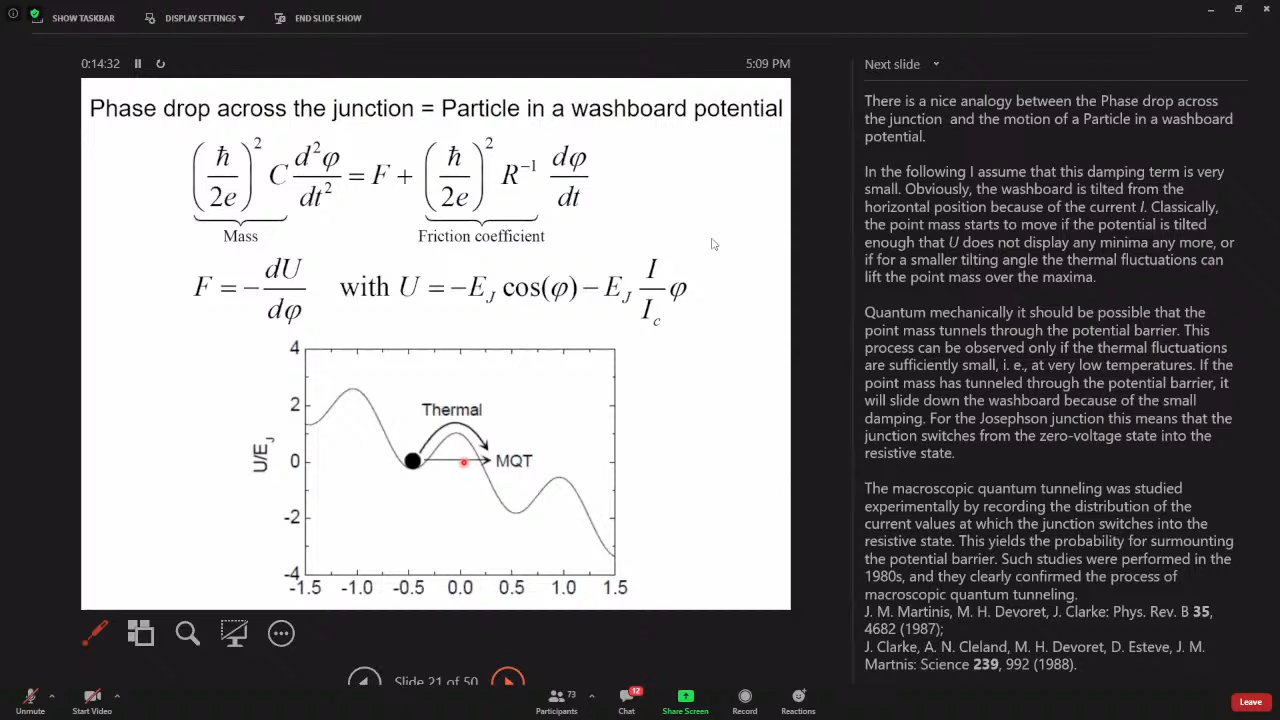 SHOW TASKBAR
DISPLAY SETTINGS ▾
END SLIDE SHOW
0:14:32
5:09 PM
Next slide
Phase drop across the junction = Particle in a washboard potential
(ħ/2e)² C d²φ/dt² = F + (ħ/2e)² R⁻¹ dφ/dt
Mass
Friction coefficient
F = − dU/dφ with U = −E_J cos(φ) − E_J I/I_c φ
4
2
0
-2
-4
U/E_J
Thermal
MQT
-1.5 -1.0 -0.5 0.0 0.5 1.0 1.5
There is a nice analogy between the Phase drop across
the junction and the motion of a Particle in a washboard
potential.
In the following I assume that this damping term is very
small. Obviously, the washboard is tilted from the
horizontal position because of the current I. Classically,
the point mass starts to move if the potential is tilted
enough that U does not display any minima any more, or
if for a smaller tilting angle the thermal fluctuations can
lift the point mass over the maxima.
Quantum mechanically it should be possible that the
point mass tunnels through the potential barrier. This
process can be observed only if the thermal fluctuations
are sufficiently small, i. e., at very low temperatures. If the
point mass has tunneled through the potential barrier, it
will slide down the washboard because of the small
damping. For the Josephson junction this means that the
junction switches from the zero-voltage state into the
resistive state.
The macroscopic quantum tunneling was studied
experimentally by recording the distribution of the
current values at which the junction switches into the
resistive state. This yields the probability for surmounting
the potential barrier. Such studies were performed in the
1980s, and they clearly confirmed the process of
macroscopic quantum tunneling.
J. M. Martinis, M. H. Devoret, J. Clarke: Phys. Rev. B 35,
4682 (1987);
J. Clarke, A. N. Cleland, M. H. Devoret, D. Esteve, J. M.
Martnis: Science 239, 992 (1988).
Slide 21 of 50
Unmute
Start Video
73
Participants
12
Chat
Share Screen
Record
Reactions
Leave